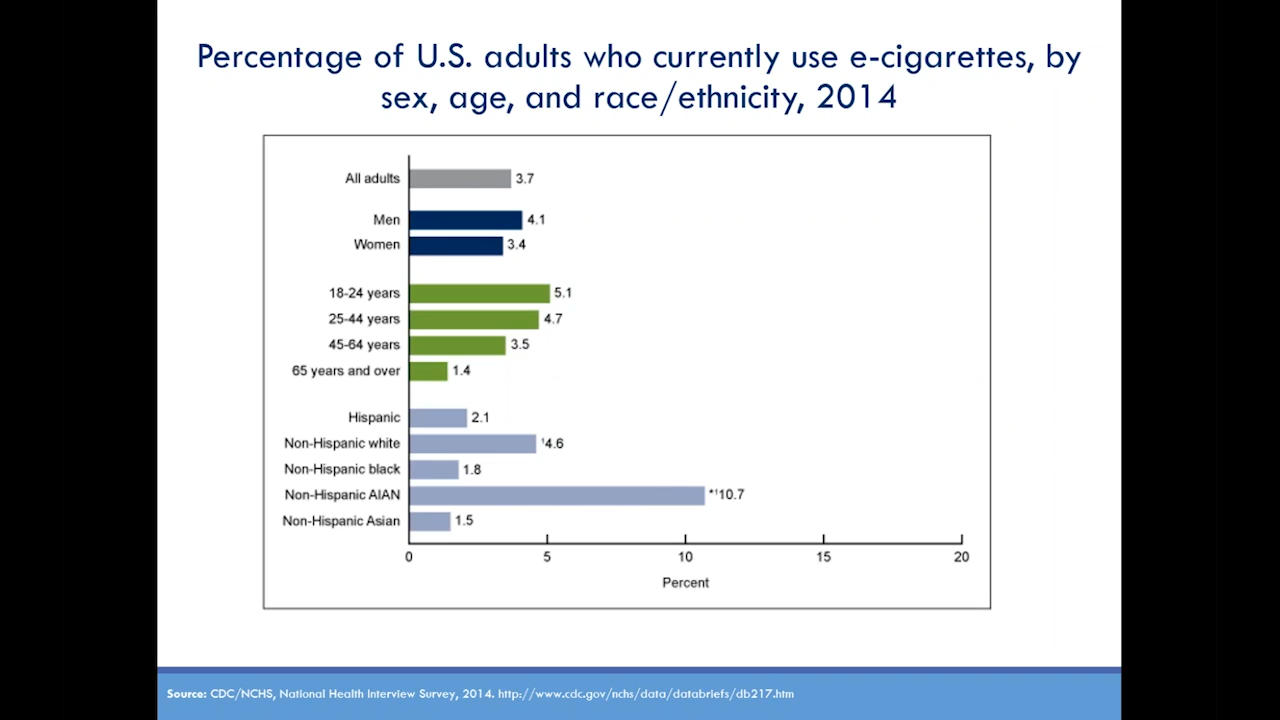 Percentage of U.S. adults who currently use e-cigarettes, by
sex, age, and race/ethnicity, 2014
All adults 3.7
Men 4.1
Women 3.4
18-24 years 5.1
25-44 years 4.7
45-64 years 3.5
65 years and over 1.4
Hispanic 2.1
Non-Hispanic white †4.6
Non-Hispanic black 1.8
Non-Hispanic AIAN *†10.7
Non-Hispanic Asian 1.5
0 5 10 15 20
Percent
Source: CDC/NCHS, National Health Interview Survey, 2014. http://www.cdc.gov/nchs/data/databriefs/db217.htm